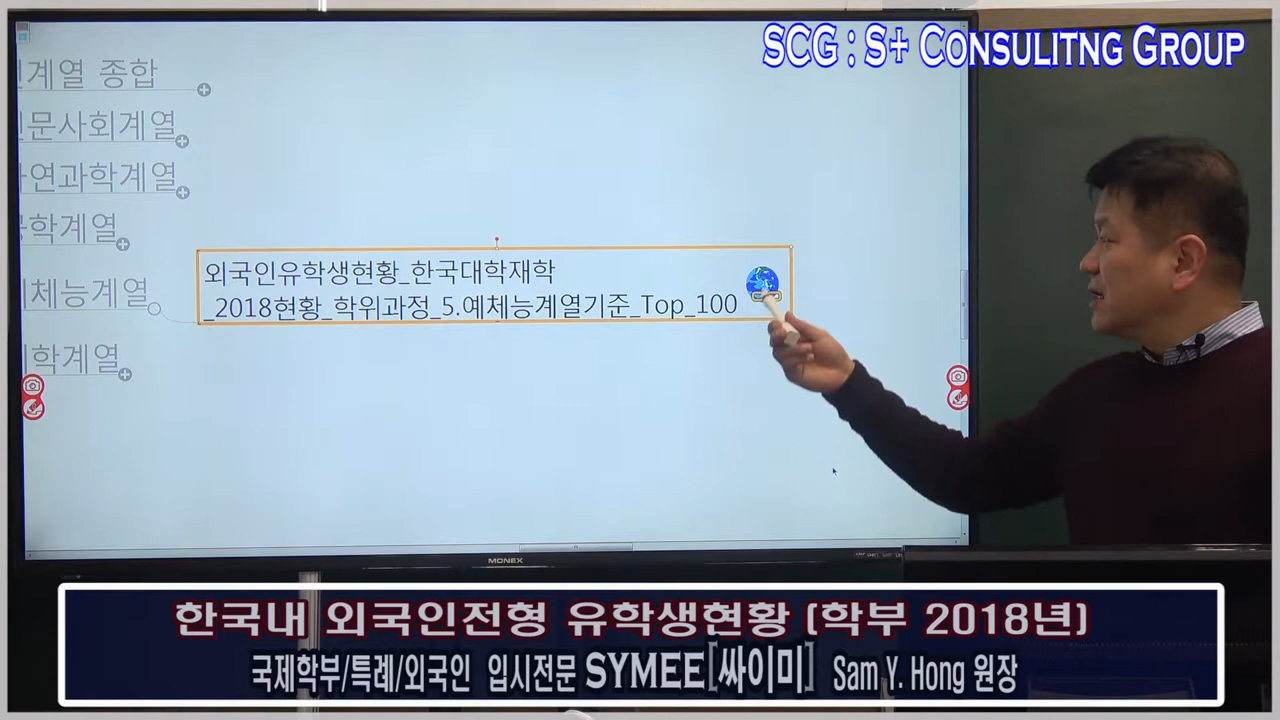 SCG : S+ CONSULITNG GROUP
계열 종합
문사회계열
연과학계열
학계열
체능계열
학계열
외국인유학생현황_한국대학재학
_2018현황_학위과정_5.예체능계열기준_Top_100
MONEX
한국내 외국인전형 유학생현황 (학부 2018년)
국제학부/특례/외국인 입시전문 SYMEE[싸이미] Sam Y. Hong 원장